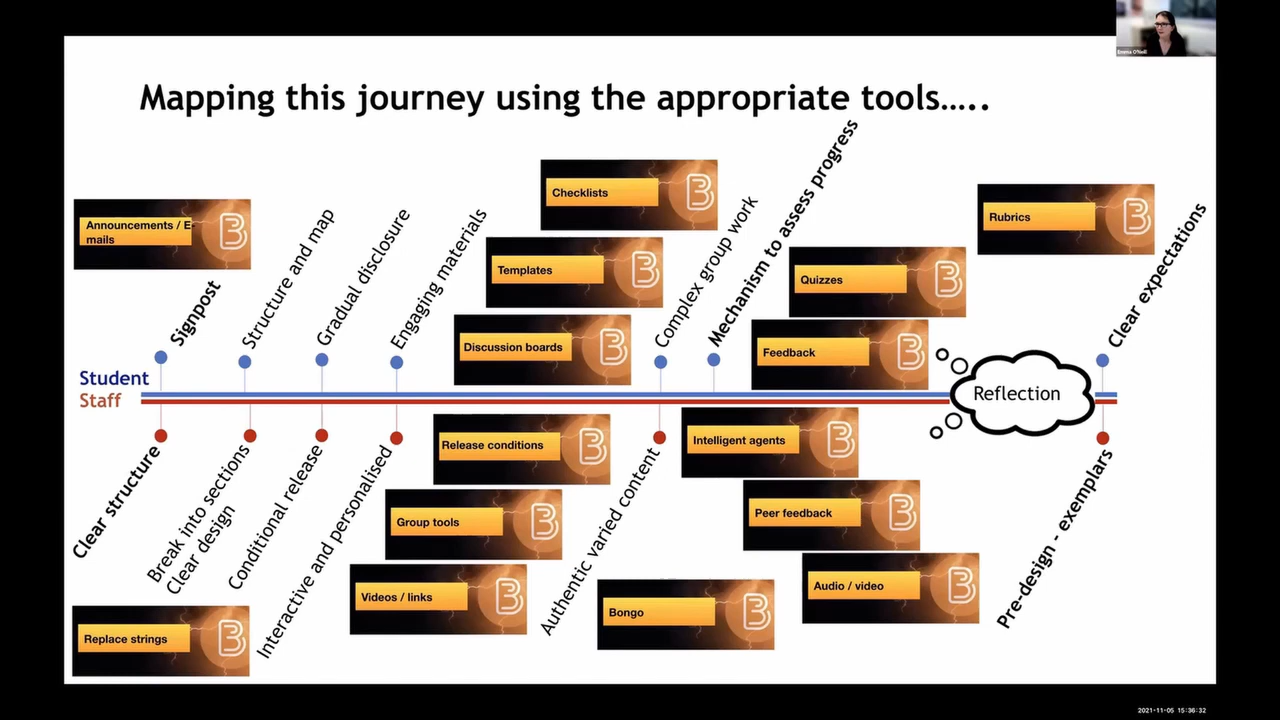 Emma O'Neill
Mapping this journey using the appropriate tools…..
Announcements / E-
mails
Checklists
Templates
Discussion boards
Quizzes
Feedback
Rubrics
Signpost
Structure and map
Gradual disclosure
Engaging materials
Complex group work
Mechanism to assess progress
Clear expectations
Student
Staff
Reflection
Clear structure
Break into sections
Clear design
Conditional release
Interactive and personalised
Authentic varied content
Pre-design - exemplars
Release conditions
Group tools
Videos / links
Intelligent agents
Peer feedback
Audio / video
Bongo
Replace strings
2021-11-05 15:36:32